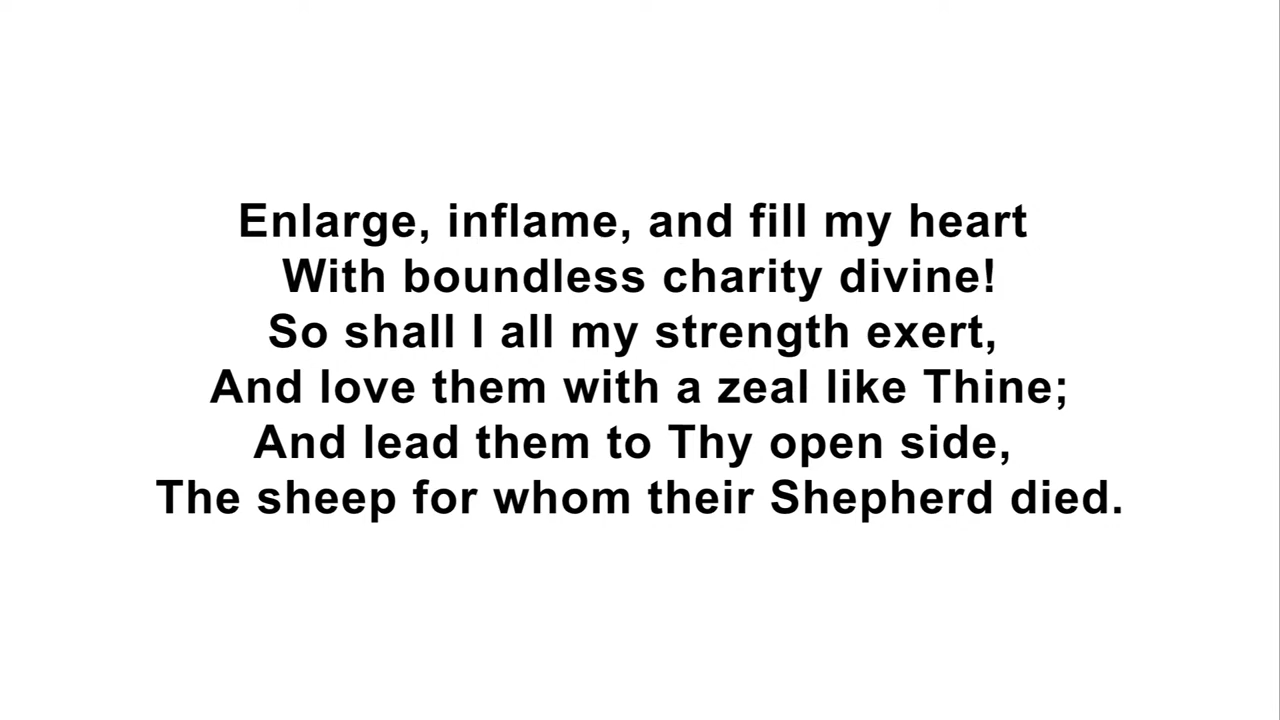 Enlarge, inflame, and fill my heart
With boundless charity divine!
So shall I all my strength exert,
And love them with a zeal like Thine;
And lead them to Thy open side,
The sheep for whom their Shepherd died.